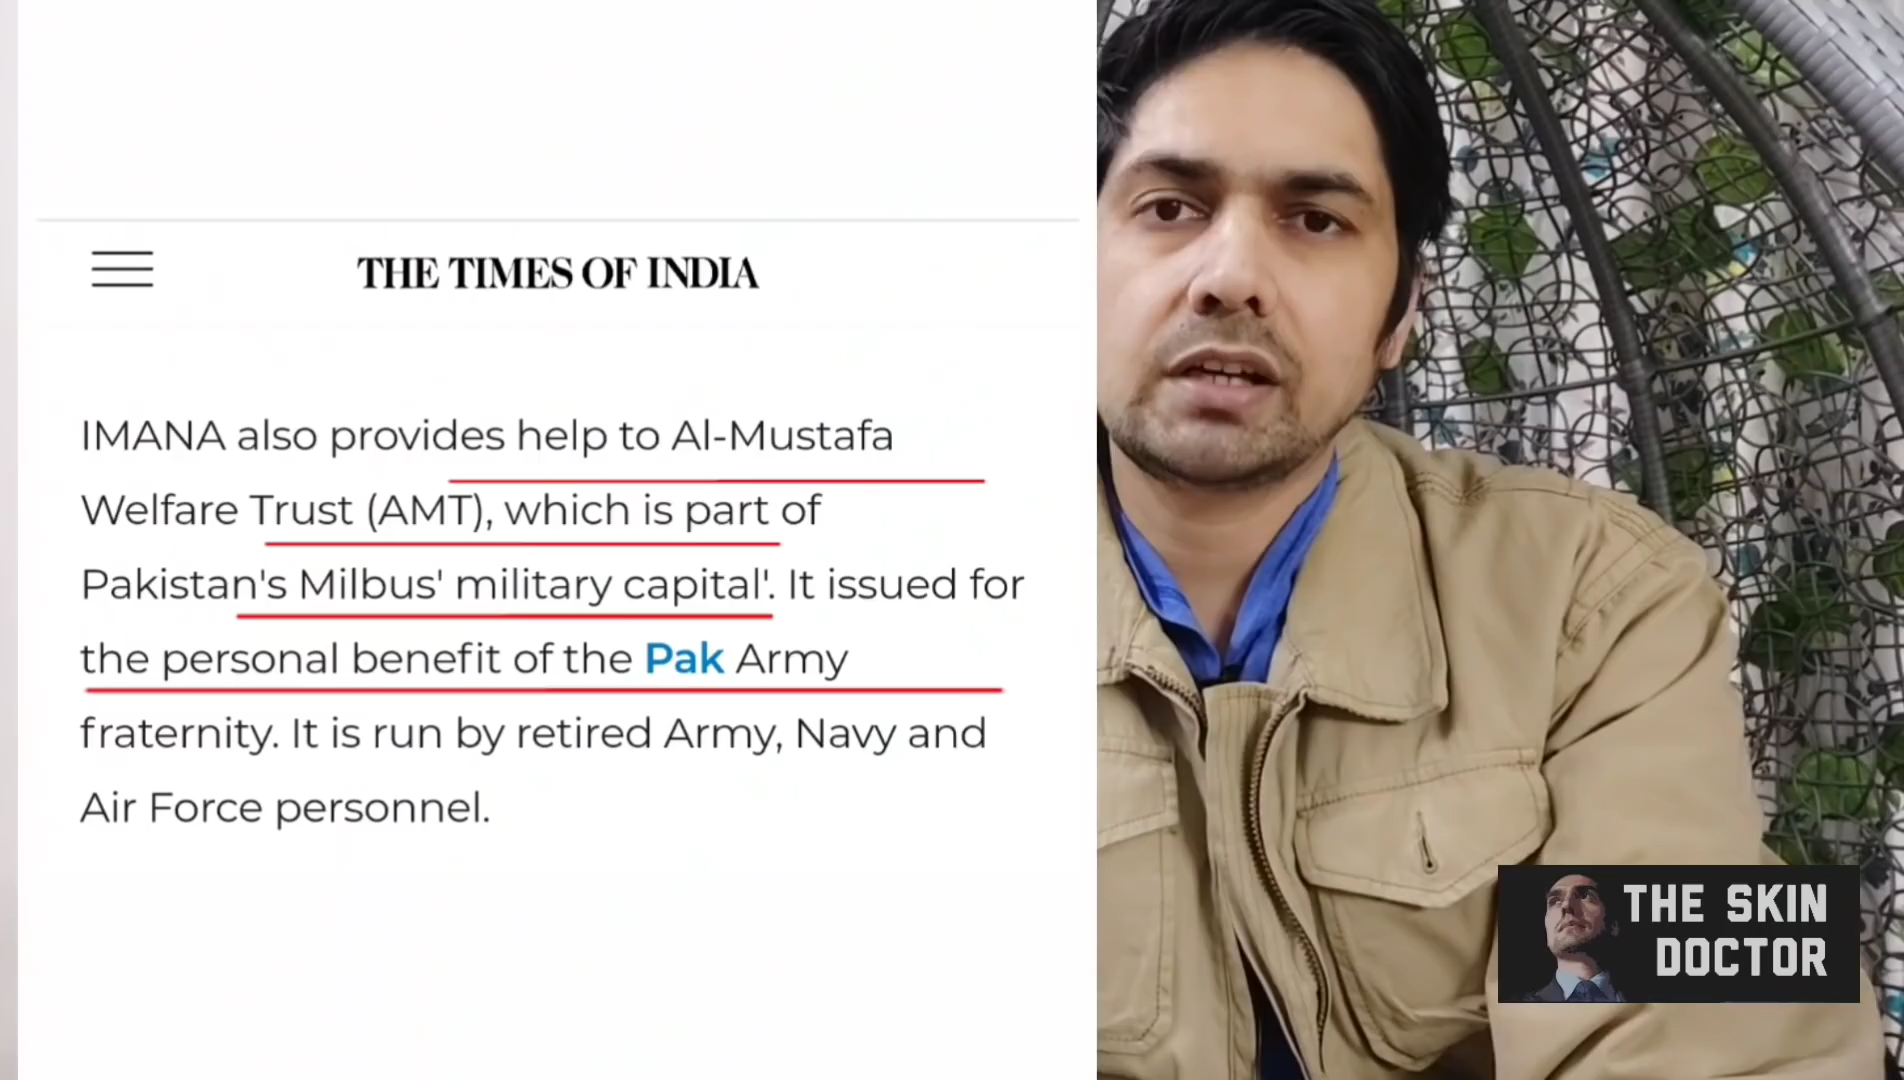 THE TIMES OF INDIA
IMANA also provides help to Al-Mustafa
Welfare Trust (AMT), which is part of
Pakistan's Milbus' military capital'. It issued for
the personal benefit of the Pak Army
fraternity. It is run by retired Army, Navy and
Air Force personnel.
THE SKIN
DOCTOR